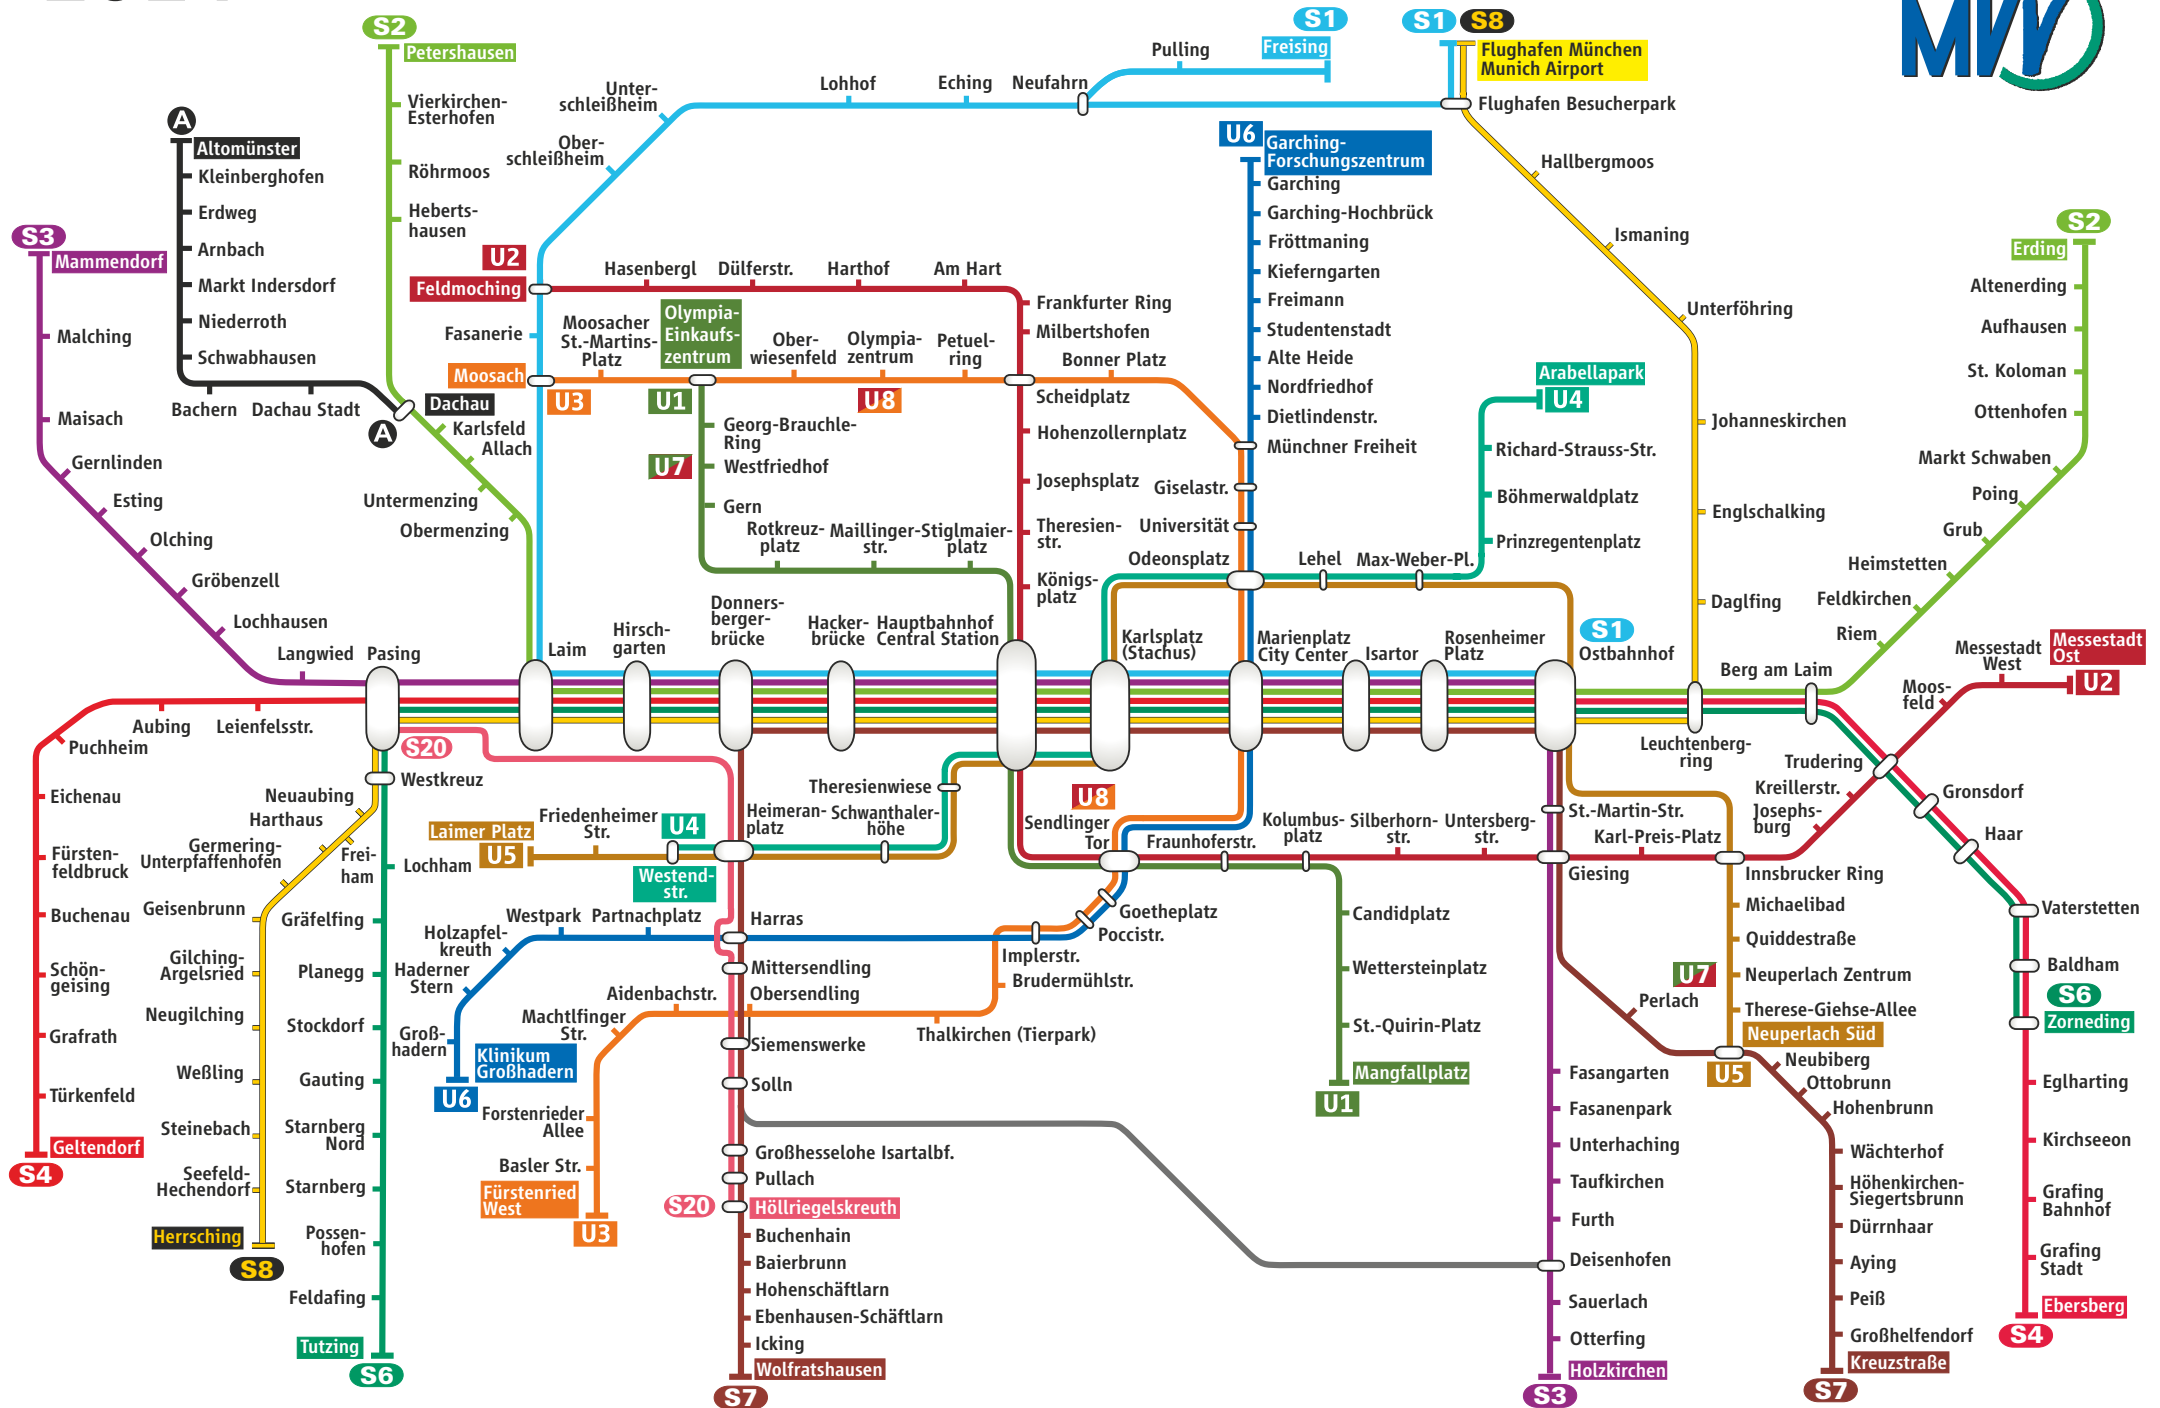 S2
Petershausen
Vierkirchen-
Esterhofen
Röhrmoos
Heberts-
hausen
A
Altomünster
Kleinberghofen
Erdweg
Arnbach
Markt Indersdorf
Niederroth
Schwabhausen
Bachern
Dachau Stadt
Dachau
A
Karlsfeld
Allach
Untermenzing
Obermenzing
S3
Mammendorf
Malching
Maisach
Gernlinden
Esting
Olching
Gröbenzell
Lochhausen
Langwied
Pasing
S1
Freising
Pulling
Neufahrn
Eching
Lohhof
Unter-
schleißheim
Ober-
schleißheim
S1
S8
Flughafen München
Munich Airport
Flughafen Besucherpark
MVV
Hallbergmoos
Ismaning
Unterföhring
Johanneskirchen
Englschalking
Daglfing
U2
Feldmoching
Hasenbergl
Dülferstr.
Harthof
Am Hart
Frankfurter Ring
Milbertshofen
Fasanerie
Moosach
U3
Moosacher
St.-Martins-
Platz
Olympia-
Einkaufs-
zentrum
U1
Ober-
wiesenfeld
Olympia-
zentrum
U8
Petuel-
ring
Bonner Platz
Scheidplatz
Hohenzollernplatz
Josephsplatz
Theresien-
str.
Königs-
platz
Georg-Brauchle-
Ring
U7
Westfriedhof
Gern
Rotkreuz-
platz
Maillinger-
str.
Stiglmaier-
platz
U6
Garching-
Forschungszentrum
Garching
Garching-Hochbrück
Fröttmaning
Kieferngarten
Freimann
Studentenstadt
Alte Heide
Nordfriedhof
Dietlindenstr.
Münchner Freiheit
Giselastr.
Universität
Odeonsplatz
Lehel
Max-Weber-Pl.
Arabellapark
U4
Richard-Strauss-Str.
Böhmerwaldplatz
Prinzregentenplatz
S2
Erding
Altenerding
Aufhausen
St. Koloman
Ottenhofen
Markt Schwaben
Poing
Grub
Heimstetten
Feldkirchen
Riem
Berg am Laim
Laim
Hirsch-
garten
Donners-
berger-
brücke
Hacker-
brücke
Hauptbahnhof
Central Station
Karlsplatz
(Stachus)
Marienplatz
City Center
Isartor
Rosenheimer
Platz
S1
Ostbahnhof
Leuchtenberg-
ring
Messestadt
West
Messestadt
Ost
U2
Moos-
feld
Trudering
Kreillerstr.
Josephs-
burg
Gronsdorf
Haar
Vaterstetten
Baldham
S6
Zorneding
Eglharting
Kirchseeon
Grafing
Bahnhof
Grafing
Stadt
Ebersberg
S4
Aubing
Leienfelsstr.
Puchheim
Eichenau
Fürsten-
feldbruck
Buchenau
Schön-
geising
Grafrath
Türkenfeld
Geltendorf
S4
S20
Westkreuz
Neuaubing
Harthaus
Germering-
Unterpfaffenhofen
Frei-
ham
Geisenbrunn
Gilching-
Argelsried
Neugilching
Weßling
Steinebach
Seefeld-
Hechendorf
Herrsching
S8
Lochham
Gräfelfing
Planegg
Stockdorf
Gauting
Starnberg
Nord
Starnberg
Possen-
hofen
Feldafing
Tutzing
S6
Laimer Platz
U5
Friedenheimer
Str.
U4
Westend-
str.
Heimeran-
platz
Schwanthaler-
höhe
Theresienwiese
U8
Sendlinger
Tor
Fraunhoferstr.
Kolumbus-
platz
Silberhorn-
str.
Untersberg-
str.
St.-Martin-Str.
Karl-Preis-Platz
Giesing
Innsbrucker Ring
Michaelibad
Quiddestraße
U7
Neuperlach Zentrum
Therese-Giehse-Allee
Neuperlach Süd
U5
Perlach
Neubiberg
Ottobrunn
Hohenbrunn
Wächterhof
Höhenkirchen-
Siegertsbrunn
Dürrnhaar
Aying
Peiß
Großhelfendorf
Kreuzstraße
S7
Candidplatz
Wettersteinplatz
St.-Quirin-Platz
Mangfallplatz
U1
Goetheplatz
Poccistr.
Implerstr.
Brudermühlstr.
Thalkirchen (Tierpark)
Harras
Partnachplatz
Westpark
Holzapfel-
kreuth
Haderner
Stern
Groß-
hadern
Klinikum
Großhadern
U6
Mittersendling
Obersendling
Aidenbachstr.
Machtlfinger
Str.
Forstenrieder
Allee
Basler Str.
Fürstenried
West
U3
Siemenswerke
Solln
Großhesselohe Isartalbf.
Pullach
S20
Höllriegelskreuth
Buchenhain
Baierbrunn
Hohenschäftlarn
Ebenhausen-Schäftlarn
Icking
Wolfratshausen
S7
Fasangarten
Fasanenpark
Unterhaching
Taufkirchen
Furth
Deisenhofen
Sauerlach
Otterfing
Holzkirchen
S3